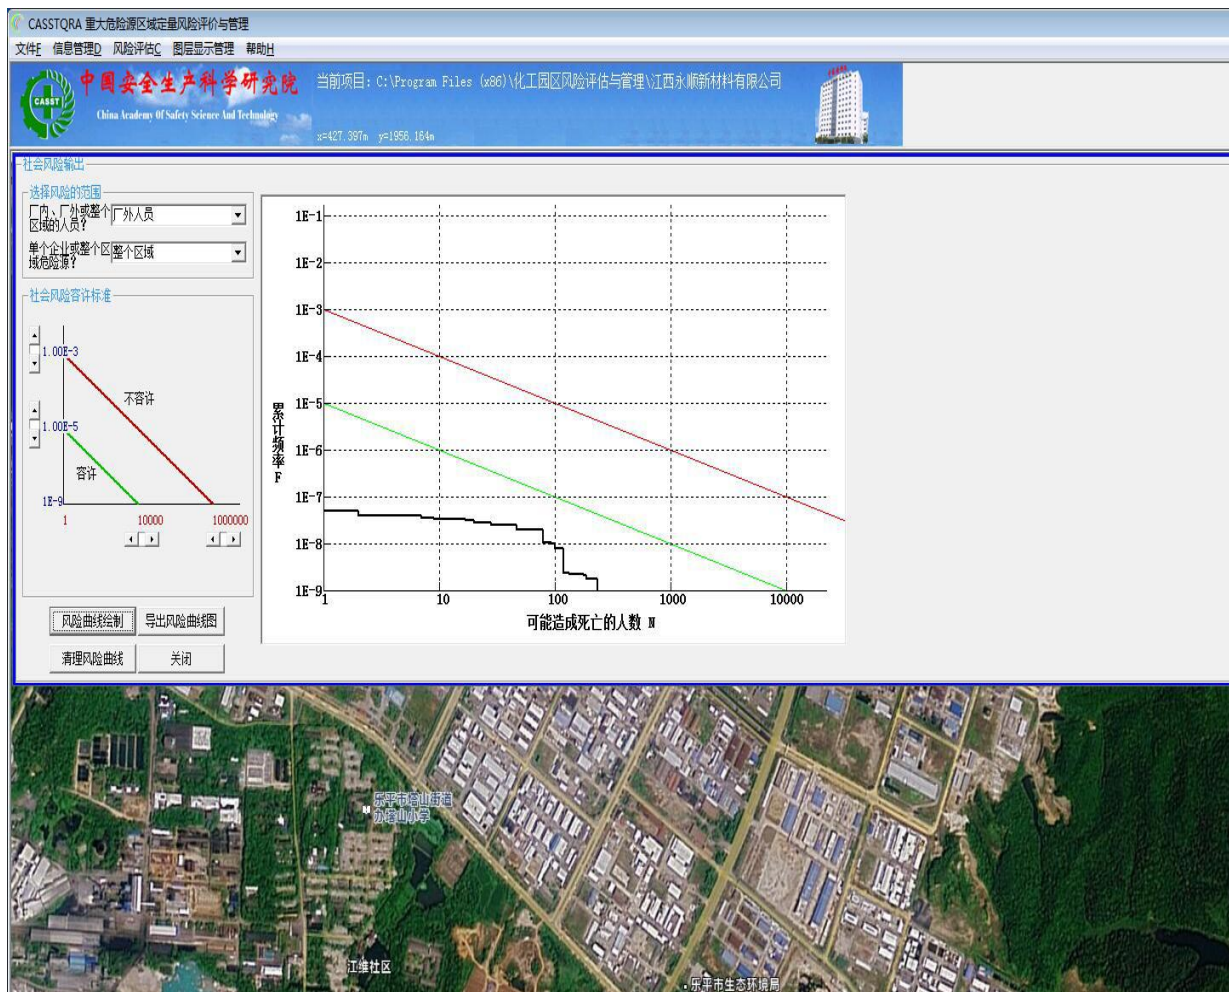 CASSTQRA 重大危险源区域定量风险评价与管理
文件F 信息管理D 风险评估C 图层显示管理 帮助H
CASST
中国安全生产科学研究院
China Academy Of Safety Science And Technology
当前项目: C:\Program Files (x86)\化工园区风险评估与管理\江西永顺新材料有限公司
x=427.397m y=1956.164m
社会风险输出
选择风险的范围
厂内、厂外或整个
区域的人员?
厂外人员
单个企业或整个区
域危险源?
整个区域
社会风险容许标准
1.00E-3
不容许
1.00E-5
容许
1E-9
1 10000 1000000
风险曲线绘制 导出风险曲线图
清理风险曲线 关闭
1E-1
1E-2
1E-3
1E-4
1E-5
1E-6
1E-7
1E-8
1E-9
累计频率 F
1 10 100 1000 10000
可能造成死亡的人数 N
乐平市塔山街道
办塔山小学
江维社区
乐平市生态环境局